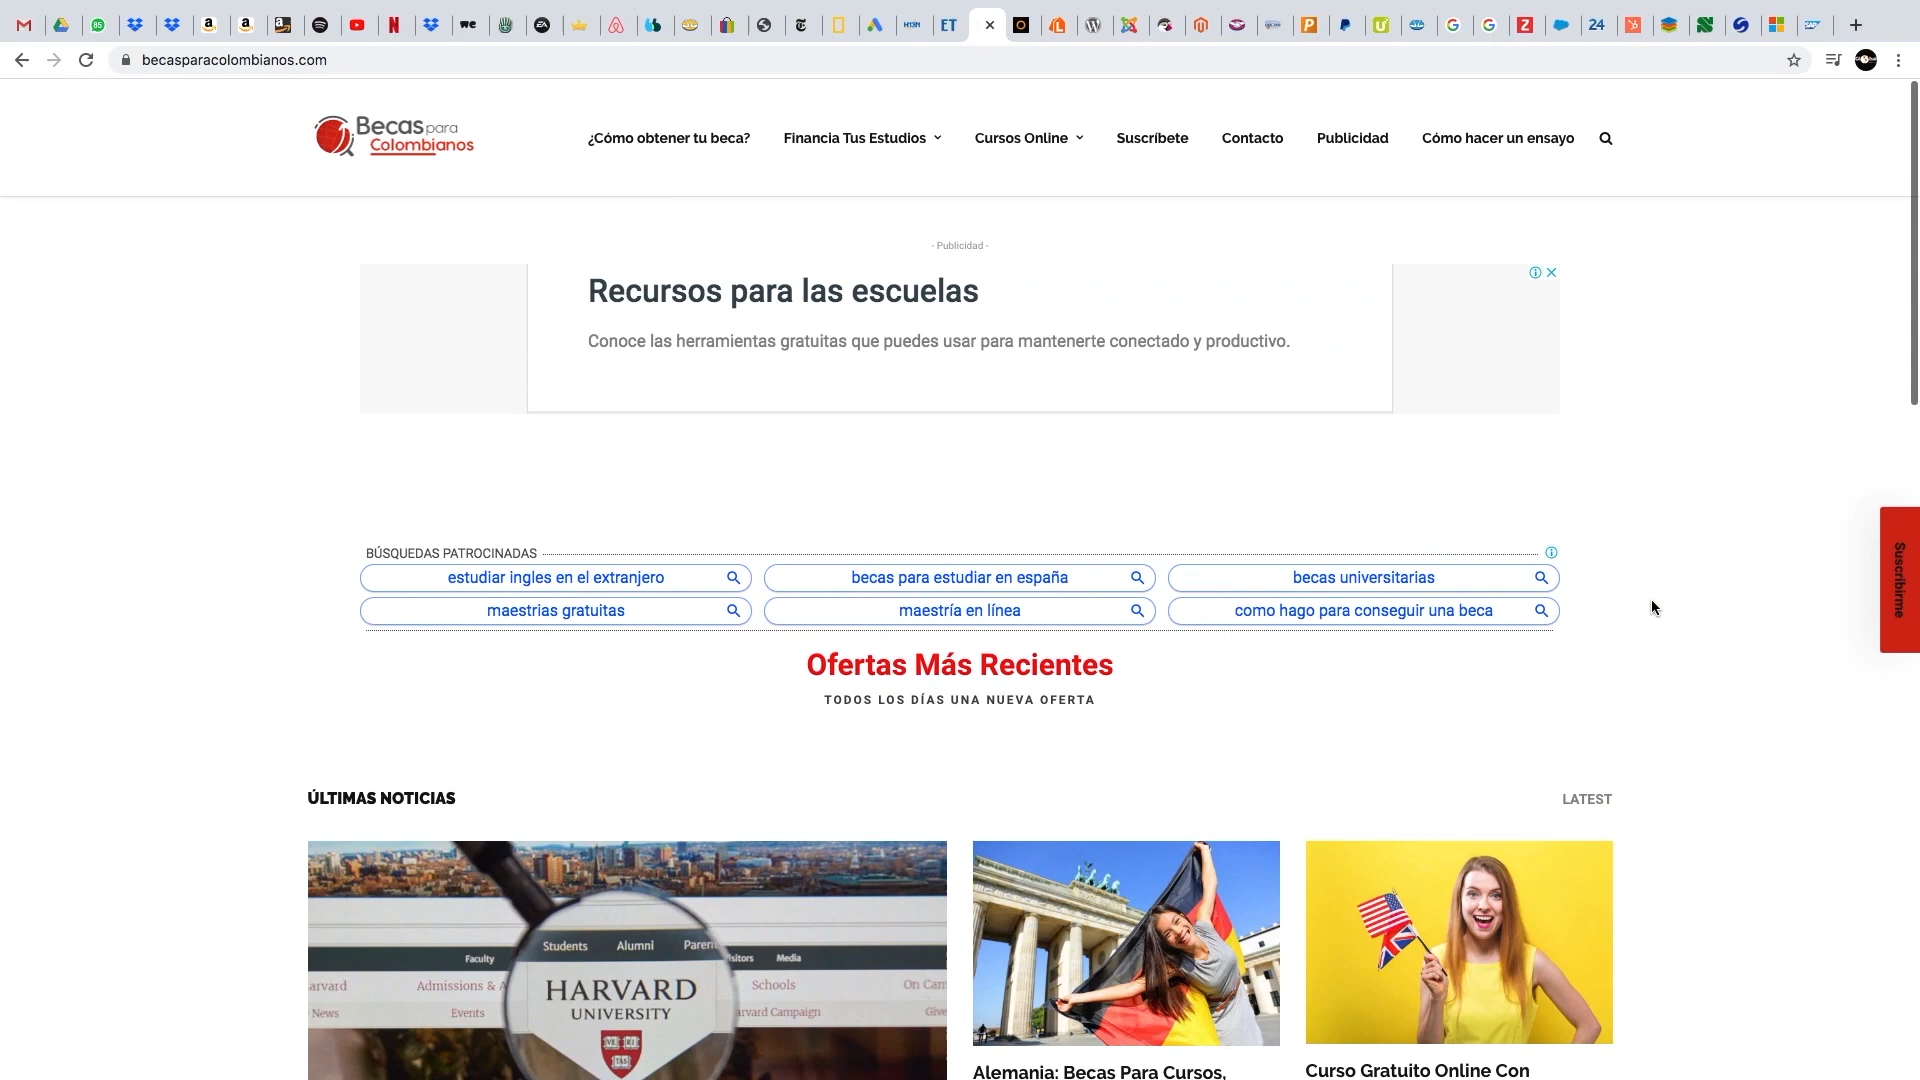 becasparacolombianos.com
Becas para
Colombianos
¿Cómo obtener tu beca?
Financia Tus Estudios
Cursos Online
Suscríbete
Contacto
Publicidad
Cómo hacer un ensayo
- Publicidad -
Recursos para las escuelas
Conoce las herramientas gratuitas que puedes usar para mantenerte conectado y productivo.
BÚSQUEDAS PATROCINADAS
estudiar ingles en el extranjero
becas para estudiar en españa
becas universitarias
maestrias gratuitas
maestría en línea
como hago para conseguir una beca
Suscribirme
Ofertas Más Recientes
TODOS LOS DÍAS UNA NUEVA OFERTA
ÚLTIMAS NOTICIAS
LATEST
Students Alumni Paren
Faculty
isitors Media
arvard Admissions & A
Schools On Cam
HARVARD
UNIVERSITY
News Events
arvard Campaign Give
Alemania: Becas Para Cursos,
Curso Gratuito Online Con